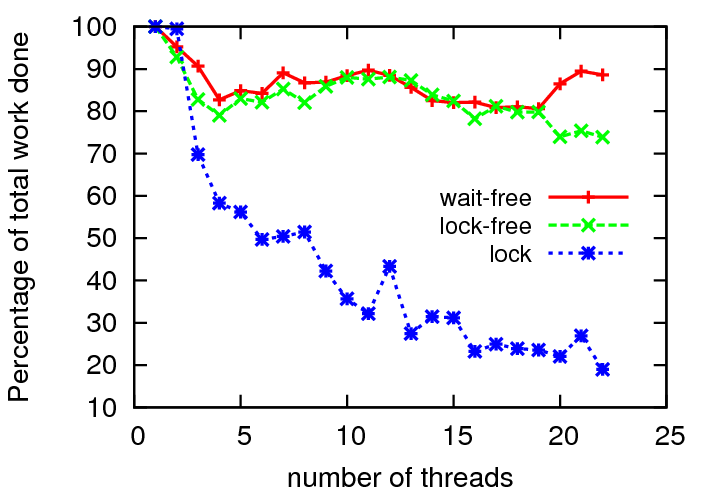 Percentage of total work done
100
90
80
70
60
50
40
30
20
10
wait-free
lock-free
lock
0 5 10 15 20 25
number of threads